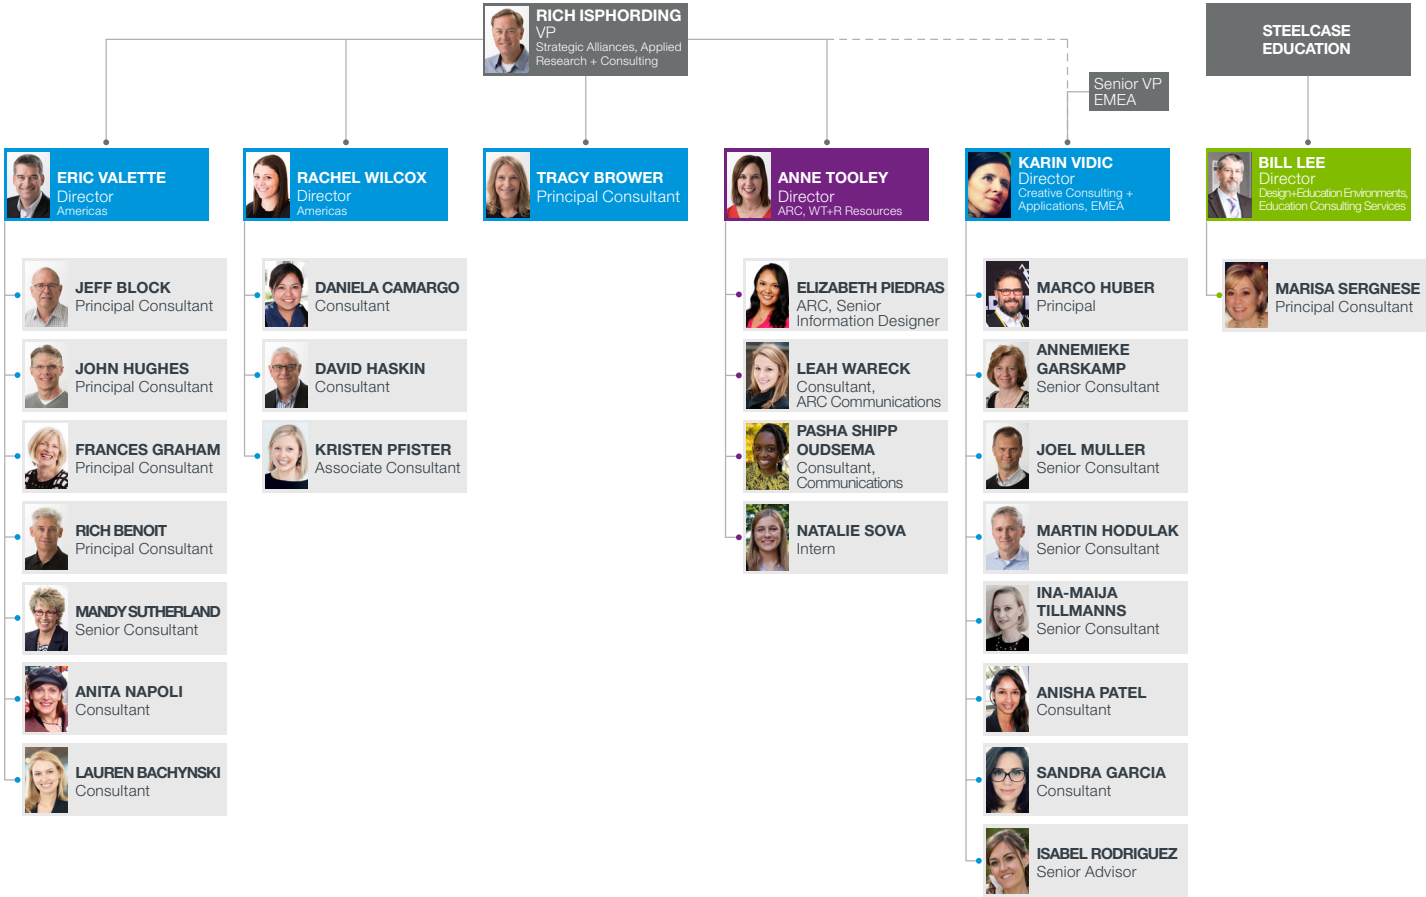 RICH ISPHORDING
VP
Strategic Alliances, Applied
Research + Consulting
STEELCASE
EDUCATION
Senior VP
EMEA
ERIC VALETTE
Director
Americas
RACHEL WILCOX
Director
Americas
TRACY BROWER
Principal Consultant
ANNE TOOLEY
Director
ARC, WT+R Resources
KARIN VIDIC
Director
Creative Consulting +
Applications, EMEA
BILL LEE
Director
Design+Education Environments,
Education Consulting Services
JEFF BLOCK
Principal Consultant
JOHN HUGHES
Principal Consultant
FRANCES GRAHAM
Principal Consultant
RICH BENOIT
Principal Consultant
MANDY SUTHERLAND
Senior Consultant
ANITA NAPOLI
Consultant
LAUREN BACHYNSKI
Consultant
DANIELA CAMARGO
Consultant
DAVID HASKIN
Consultant
KRISTEN PFISTER
Associate Consultant
ELIZABETH PIEDRAS
ARC, Senior
Information Designer
LEAH WARECK
Consultant,
ARC Communications
PASHA SHIPP
OUDSEMA
Consultant,
Communications
NATALIE SOVA
Intern
MARCO HUBER
Principal
ANNEMIEKE
GARSKAMP
Senior Consultant
JOEL MULLER
Senior Consultant
MARTIN HODULAK
Senior Consultant
INA-MAIJA
TILLMANNS
Senior Consultant
ANISHA PATEL
Consultant
SANDRA GARCIA
Consultant
ISABEL RODRIGUEZ
Senior Advisor
MARISA SERGNESE
Principal Consultant